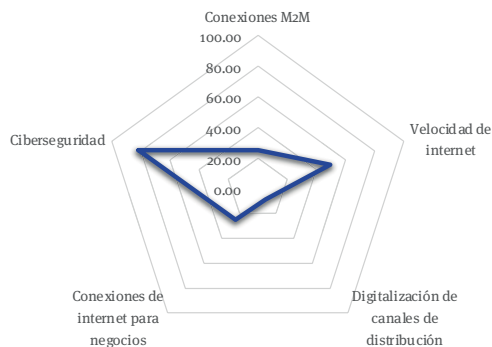 Conexiones M2M
100.00
80.00
60.00
40.00
20.00
0.00
Velocidad de
internet
Digitalización de
canales de
distribución
Conexiones de
internet para
negocios
Ciberseguridad